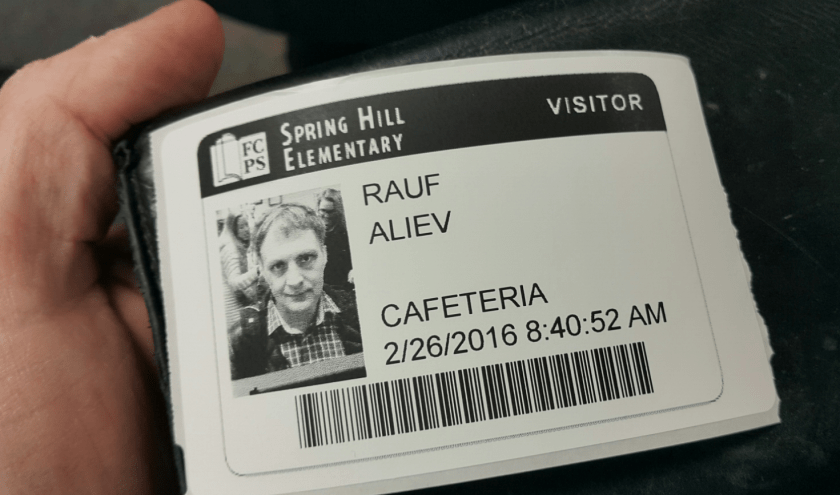 FC
PS
SPRING HILL
ELEMENTARY
VISITOR
RAUF
ALIEV
CAFETERIA
2/26/2016 8:40:52 AM